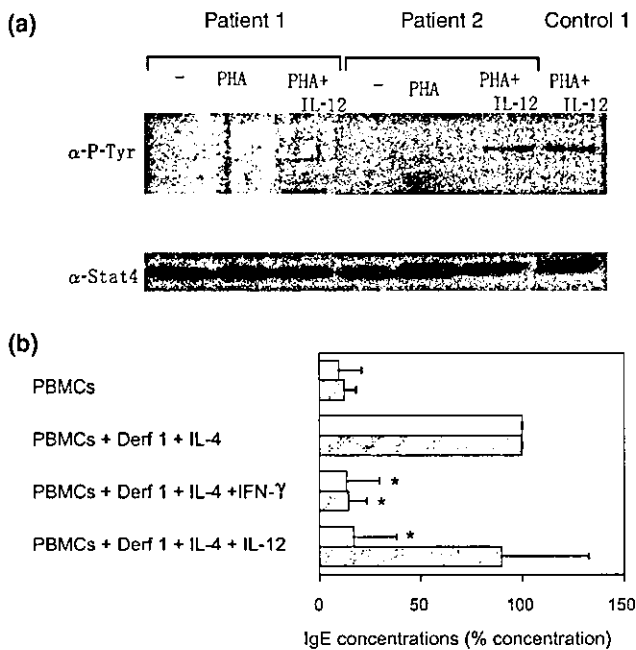 (a)
Patient 1 Patient 2 Control 1
– PHA PHA+ – PHA PHA+ PHA+
IL-12 IL-12 IL-12
α-P-Tyr
α-Stat4
(b)
PBMCs
PBMCs + Derf 1 + IL-4
PBMCs + Derf 1 + IL-4 +IFN-γ
* *
PBMCs + Derf 1 + IL-4 + IL-12
*
0 50 100 150
IgE concentrations (% concentration)